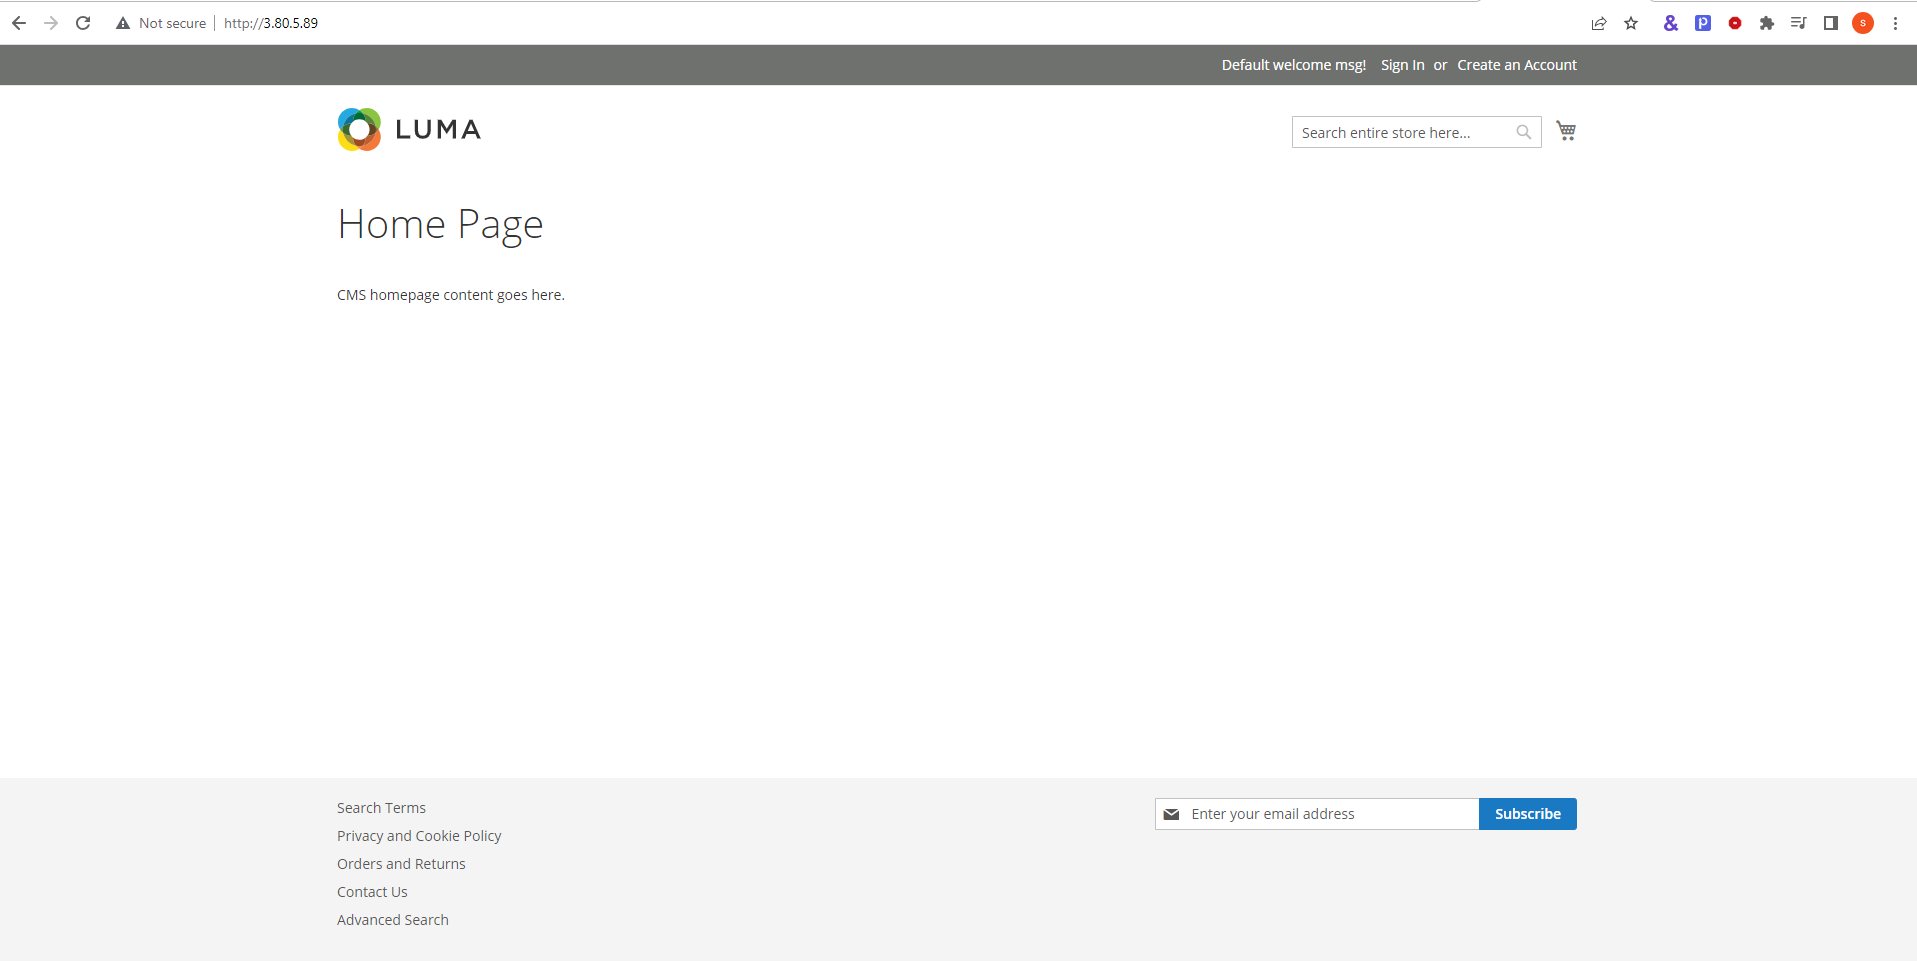 Not secure http://3.80.5.89
S
Default welcome msg! Sign In or Create an Account
LUMA
Search entire store here...
Home Page
CMS homepage content goes here.
Search Terms
Privacy and Cookie Policy
Orders and Returns
Contact Us
Advanced Search
Enter your email address
Subscribe